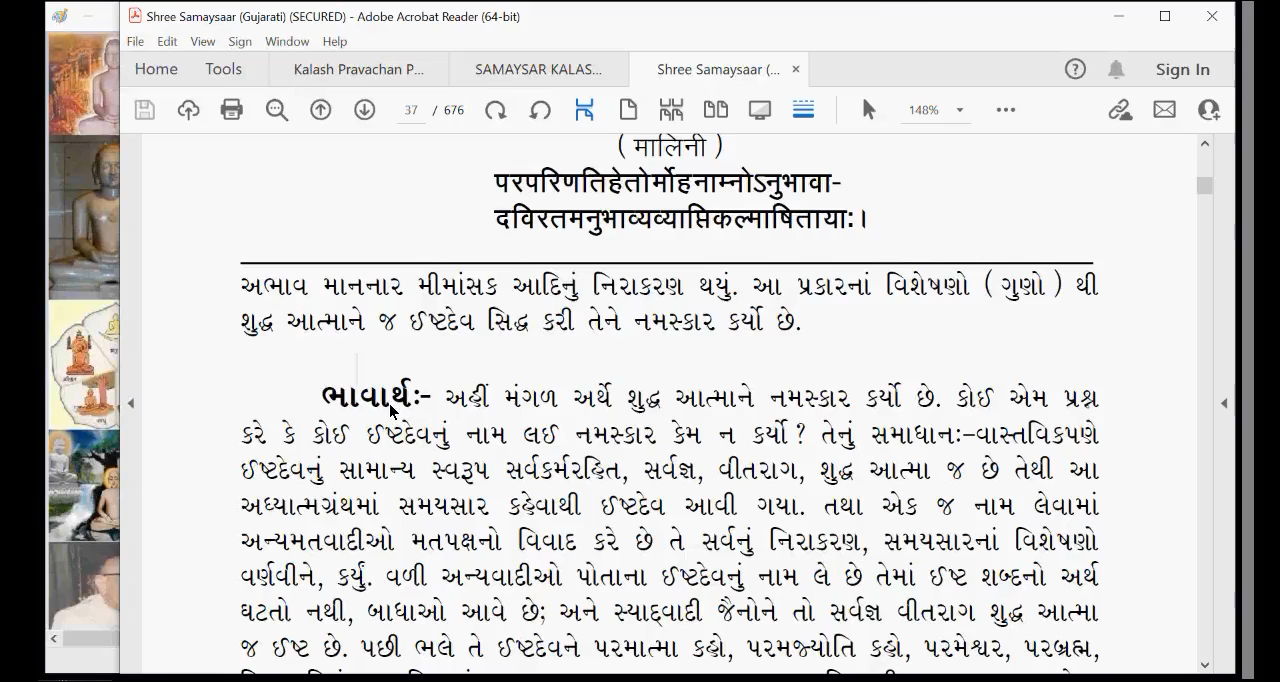 Shree Samaysaar (Gujarati) (SECURED) - Adobe Acrobat Reader (64-bit)
File Edit View Sign Window Help
Home Tools Kalash Pravachan P... SAMAYSAR KALAS... Shree Samaysaar (... × Sign In
37 / 676 148%
( मालिनी )
परपरिणतिहेतोर्मोहनाम्नोऽनुभावा-
दविरतमनुभाव्यव्याप्तिकल्माषितायाः।
અભાવ માનનાર મીમાંસક આદિનું નિરાકરણ થયું. આ પ્રકારનાં વિશેષણો ( ગુણો ) થી
શુદ્ધ આત્માને જ ઈષ્ટદેવ સિદ્ધ કરી તેને નમસ્કાર કર્યો છે.
ભાવાર્થઃ- અહીં મંગળ અર્થે શુદ્ધ આત્માને નમસ્કાર કર્યો છે. કોઈ એમ પ્રશ્ન
કરે કે કોઈ ઈષ્ટદેવનું નામ લઈ નમસ્કાર કેમ ન કર્યો? તેનું સમાધાનઃ-વાસ્તવિકપણે
ઈષ્ટદેવનું સામાન્ય સ્વરૂપ સર્વકર્મરહિત, સર્વજ્ઞ, વીતરાગ, શુદ્ધ આત્મા જ છે તેથી આ
અધ્યાત્મગ્રંથમાં સમયસાર કહેવાથી ઈષ્ટદેવ આવી ગયા. તથા એક જ નામ લેવામાં
અન્યમતવાદીઓ મતપક્ષનો વિવાદ કરે છે તે સર્વનું નિરાકરણ, સમયસારનાં વિશેષણો
વર્ણવીને, કર્યું. વળી અન્યવાદીઓ પોતાના ઈષ્ટદેવનું નામ લે છે તેમાં ઈષ્ટ શબ્દનો અર્થ
ઘટતો નથી, બાધાઓ આવે છે; અને સ્યાદ્વાદી જૈનોને તો સર્વજ્ઞ વીતરાગ શુદ્ધ આત્મા
જ ઈષ્ટ છે. પછી ભલે તે ઈષ્ટદેવને પરમાત્મા કહો, પરમજ્યોતિ કહો, પરમેશ્વર, પરબ્રહ્મ,